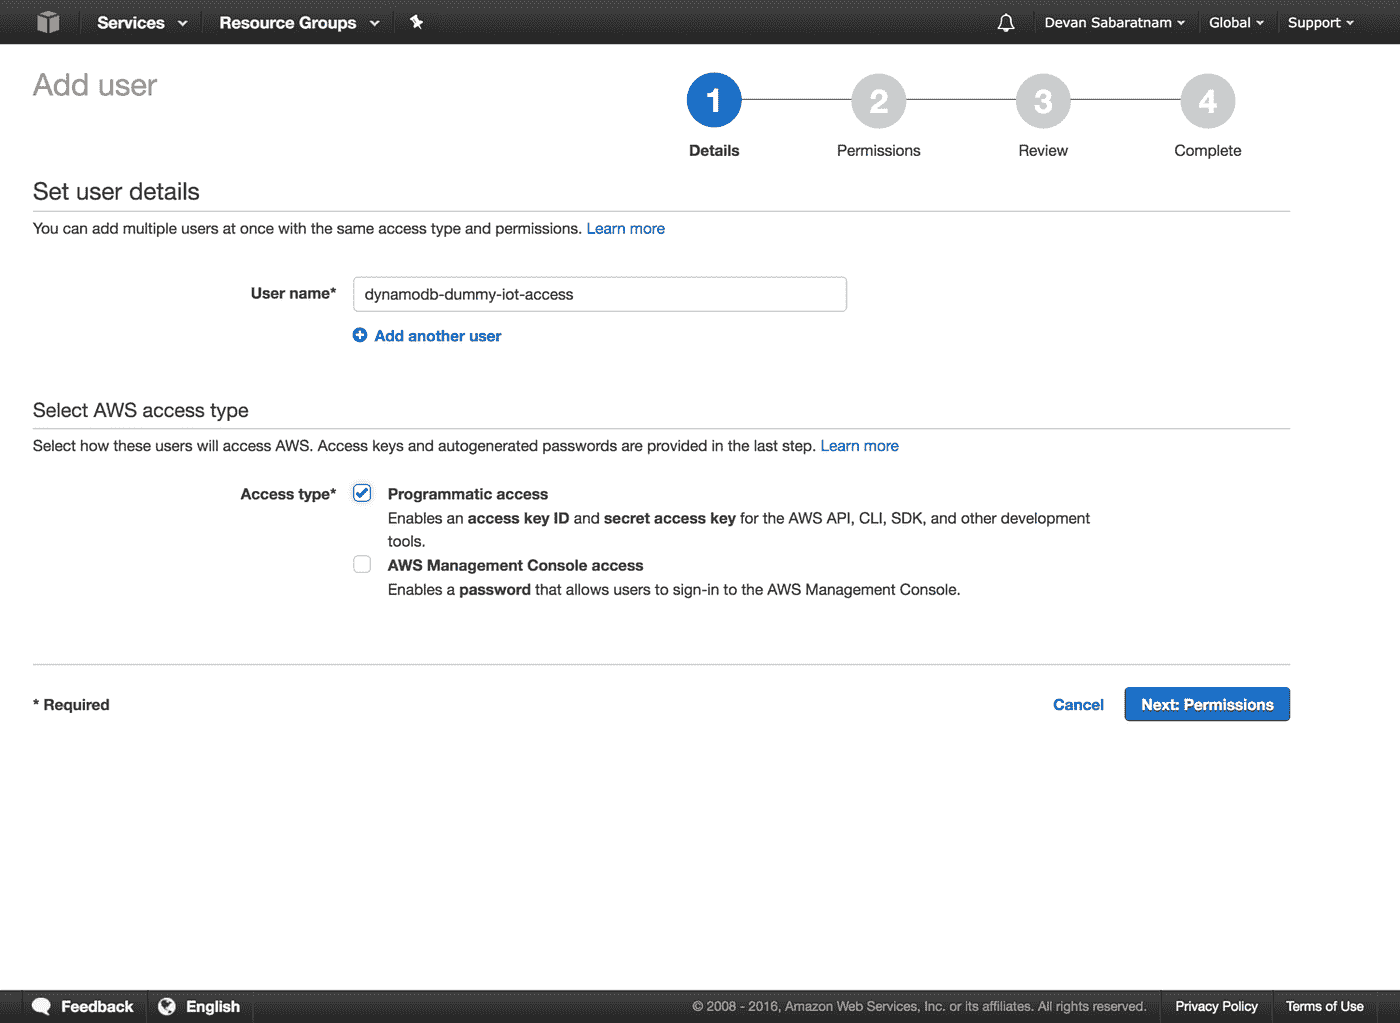 Services Resource Groups Devan Sabaratnam Global Support
Add user
1 2 3 4
Details Permissions Review Complete
Set user details
You can add multiple users at once with the same access type and permissions. Learn more
User name* dynamodb-dummy-iot-access
Add another user
Select AWS access type
Select how these users will access AWS. Access keys and autogenerated passwords are provided in the last step. Learn more
Access type* Programmatic access
Enables an access key ID and secret access key for the AWS API, CLI, SDK, and other development
tools.
AWS Management Console access
Enables a password that allows users to sign-in to the AWS Management Console.
* Required Cancel Next: Permissions
Feedback English © 2008 - 2016, Amazon Web Services, Inc. or its affiliates. All rights reserved. Privacy Policy Terms of Use